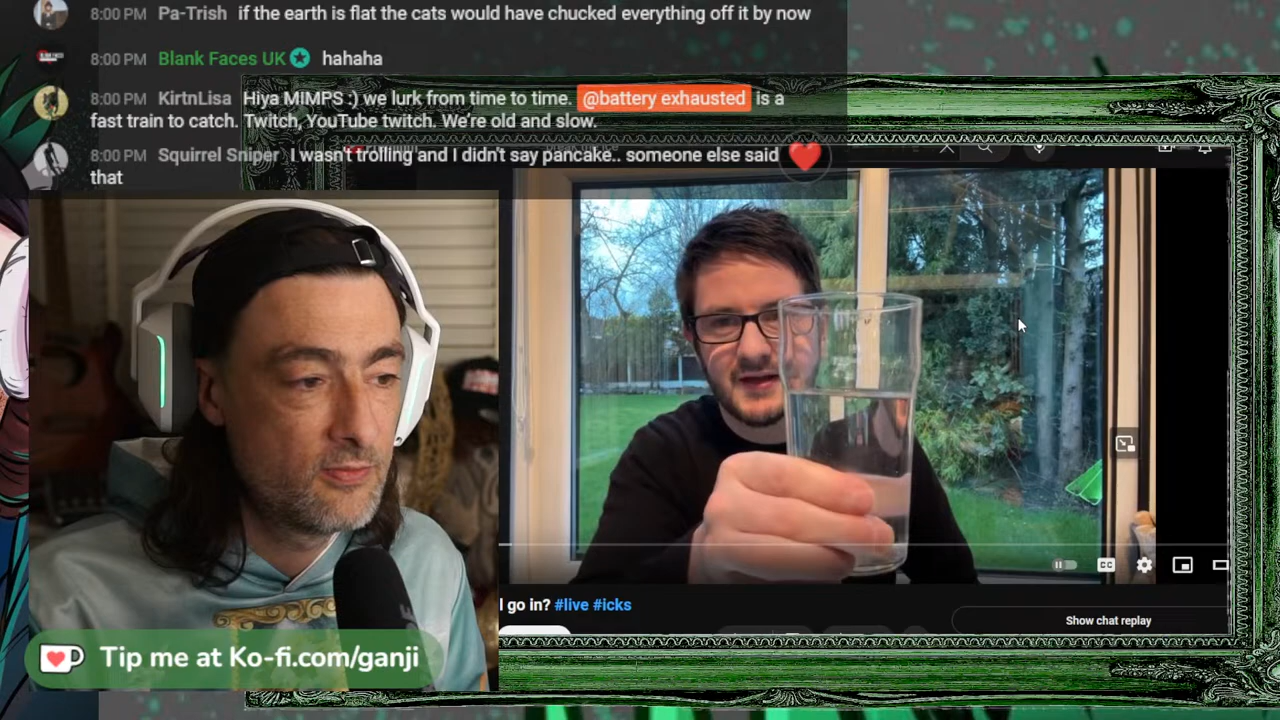 8:00 PM Pa-Trish if the earth is flat the cats would have chucked everything off it by now
8:00 PM Blank Faces UK hahaha
8:00 PM KirtnLisa Hiya MIMPS :) we lurk from time to time. @battery exhausted is a
fast train to catch. Twitch, YouTube twitch. We're old and slow.
8:00 PM Squirrel Sniper I wasn't trolling and I didn't say pancake.. someone else said
that
CC
I go in? #live #icks
Show chat replay
Tip me at Ko-fi.com/ganji